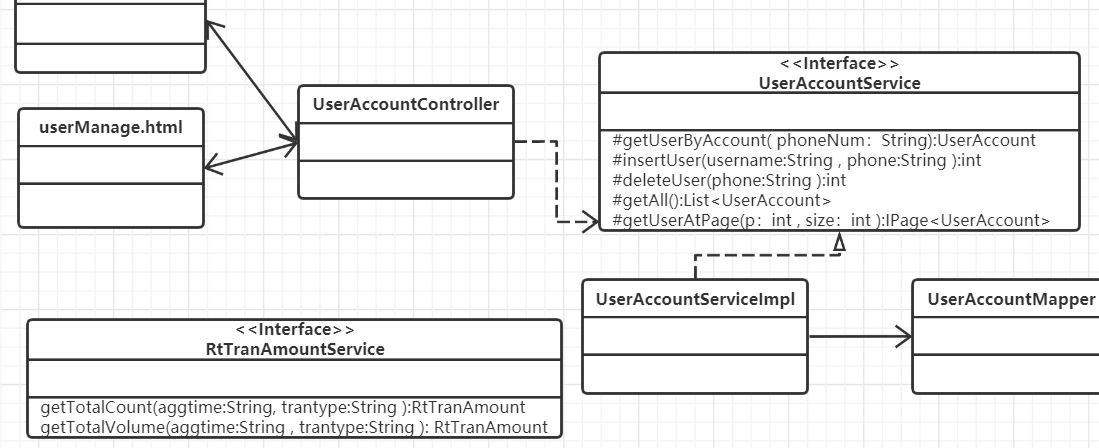 userManage.html
UserAccountController
<<Interface>>
UserAccountService
#getUserByAccount( phoneNum：String):UserAccount
#insertUser(username:String , phone:String ):int
#deleteUser(phone:String ):int
#getAll():List<UserAccount>
#getUserAtPage(p：int , size：int ):IPage<UserAccount>
UserAccountServiceImpl
UserAccountMapper
<<Interface>>
RtTranAmountService
getTotalCount(aggtime:String, trantype:String ):RtTranAmount
getTotalVolume(aggtime:String , trantype:String ): RtTranAmount